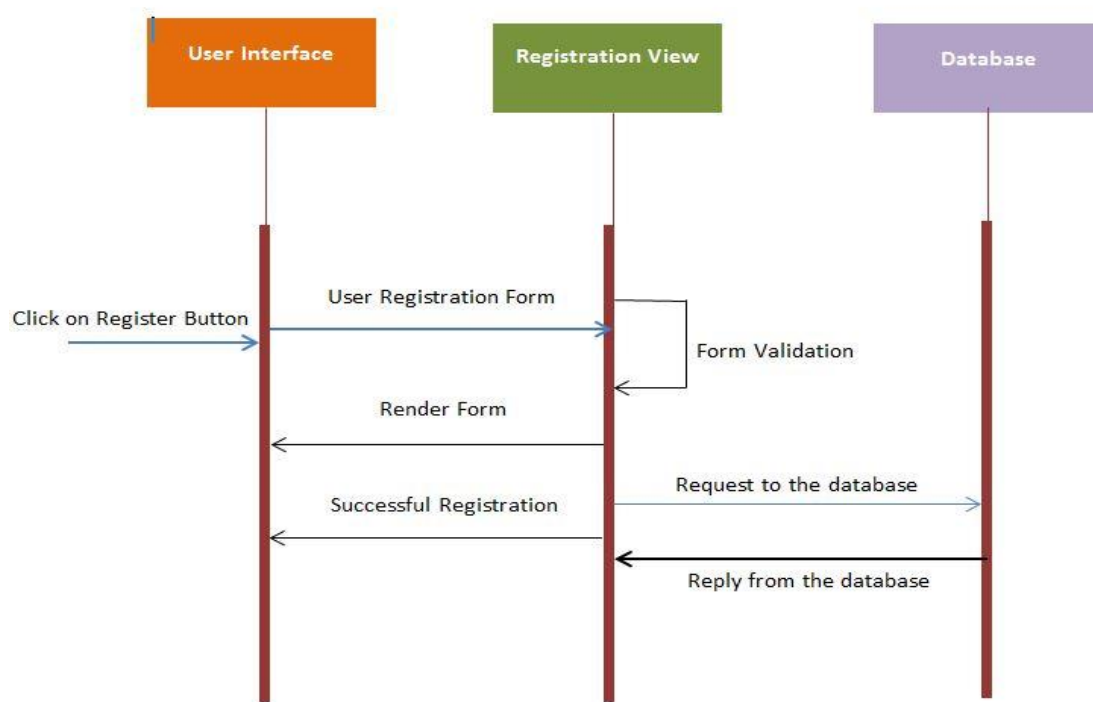 User Interface
Registration View
Database
Click on Register Button
User Registration Form
Form Validation
Render Form
Request to the database
Successful Registration
Reply from the database